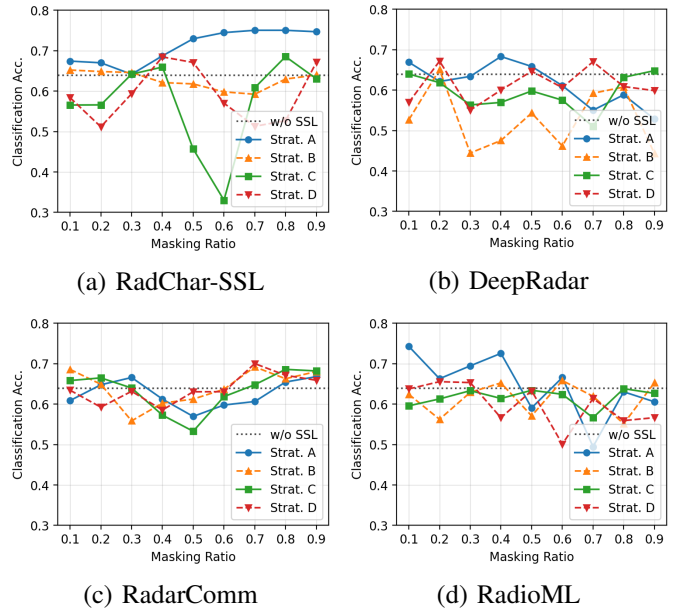 0.8
0.7
0.6
0.5
0.4
0.3
Classification Acc.
w/o SSL
Strat. A
Strat. B
Strat. C
Strat. D
0.1 0.2 0.3 0.4 0.5 0.6 0.7 0.8 0.9
Masking Ratio
(a) RadChar-SSL
0.8
0.7
0.6
0.5
0.4
0.3
Classification Acc.
w/o SSL
Strat. A
Strat. B
Strat. C
Strat. D
0.1 0.2 0.3 0.4 0.5 0.6 0.7 0.8 0.9
Masking Ratio
(b) DeepRadar
0.8
0.7
0.6
0.5
0.4
0.3
Classification Acc.
w/o SSL
Strat. A
Strat. B
Strat. C
Strat. D
0.1 0.2 0.3 0.4 0.5 0.6 0.7 0.8 0.9
Masking Ratio
(c) RadarComm
0.8
0.7
0.6
0.5
0.4
0.3
Classification Acc.
w/o SSL
Strat. A
Strat. B
Strat. C
Strat. D
0.1 0.2 0.3 0.4 0.5 0.6 0.7 0.8 0.9
Masking Ratio
(d) RadioML